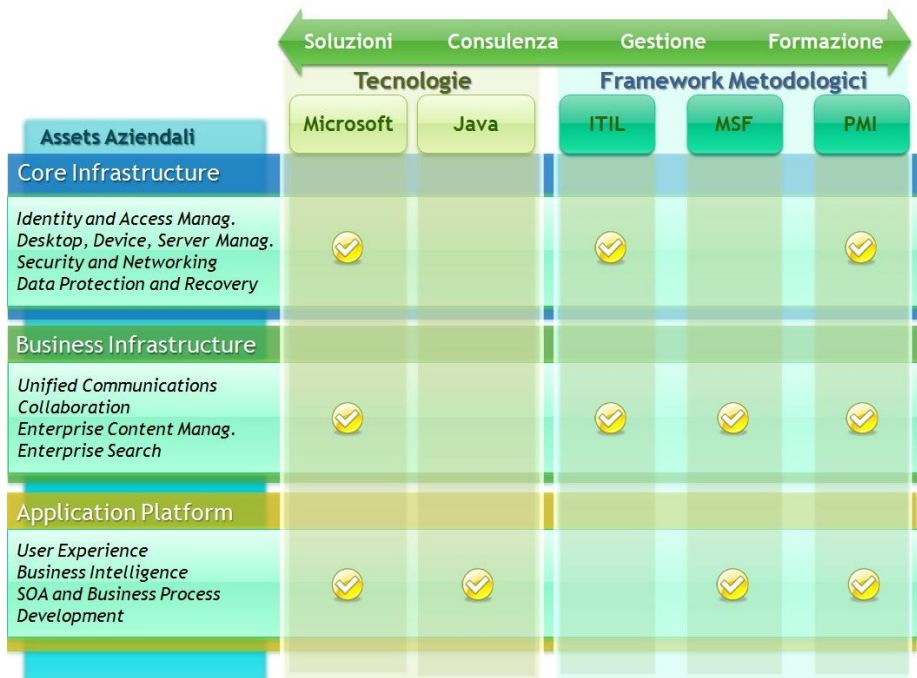 Soluzioni Consulenza Gestione Formazione
Tecnologie Framework Metodologici
Assets Aziendali Microsoft Java ITIL MSF PMI
Core Infrastructure
Identity and Access Manag.
Desktop, Device, Server Manag.
Security and Networking
Data Protection and Recovery
Business Infrastructure
Unified Communications
Collaboration
Enterprise Content Manag.
Enterprise Search
Application Platform
User Experience
Business Intelligence
SOA and Business Process
Development